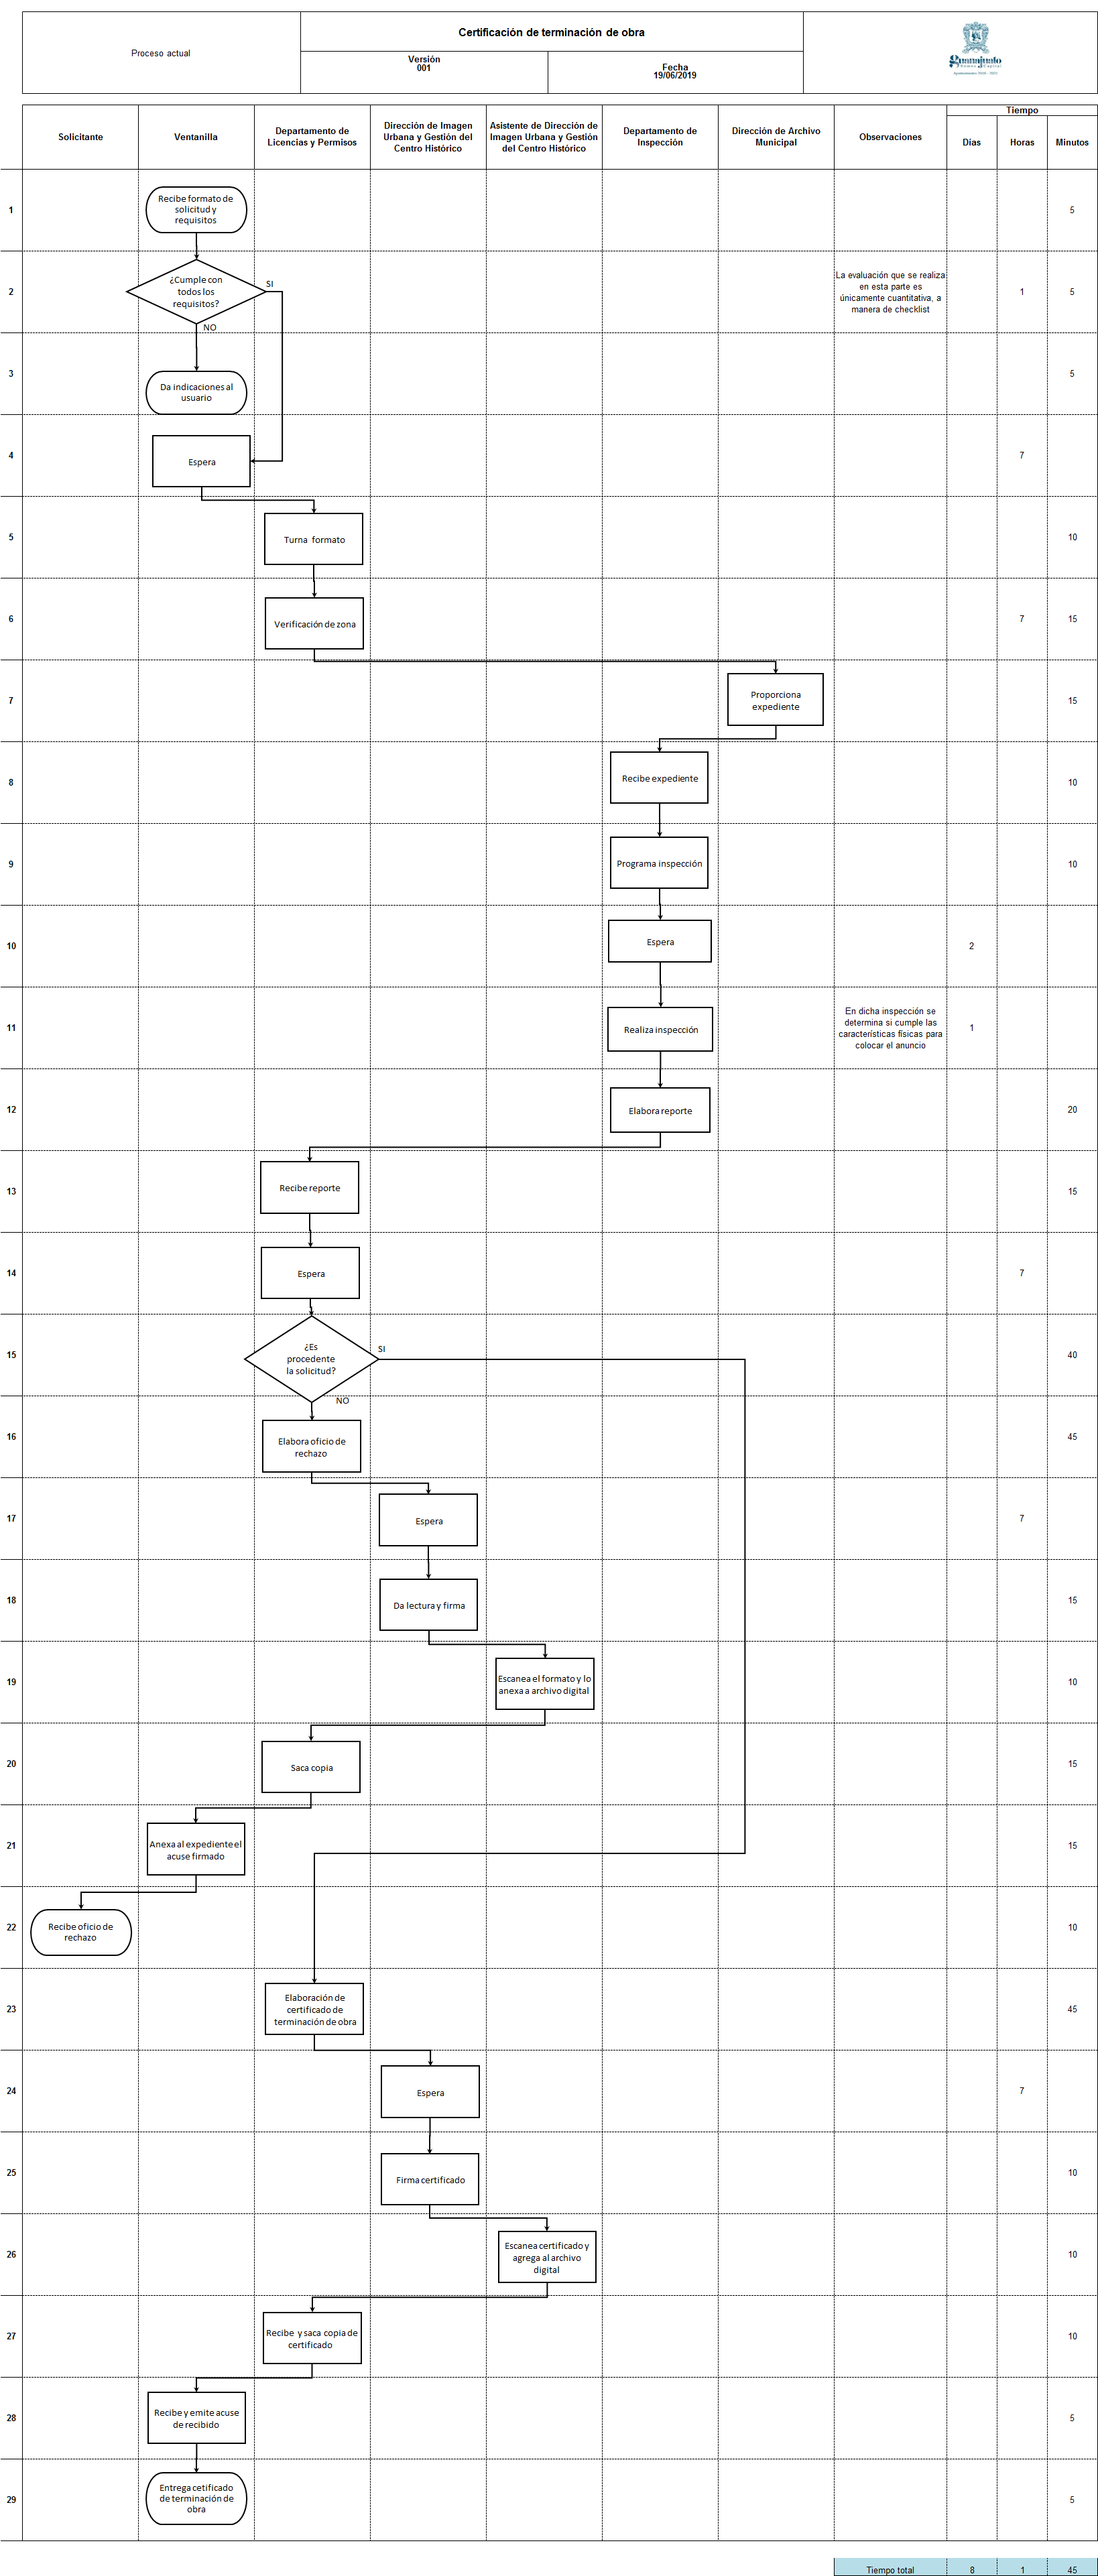 Proceso actual
Certificación de terminación de obra
Versión
001
Fecha
19/06/2019
Guanajuato
Solicitante
Ventanilla
Departamento de
Licencias y Permisos
Dirección de Imagen
Urbana y Gestión del
Centro Histórico
Asistente de Dirección de
Imagen Urbana y Gestión
del Centro Histórico
Departamento de
Inspección
Dirección de Archivo
Municipal
Observaciones
Tiempo
Días
Horas
Minutos
1
Recibe formato de
solicitud y
requisitos
5
2
¿Cumple con
todos los
requisitos?
SI
NO
La evaluación que se realiza
en esta parte es
únicamente cuantitativa, a
manera de checklist
1
5
3
Da indicaciones al
usuario
5
4
Espera
7
5
Turna formato
10
6
Verificación de zona
7
15
7
Proporciona
expediente
15
8
Recibe expediente
10
9
Programa inspección
10
10
Espera
2
11
Realiza inspección
En dicha inspección se
determina si cumple las
características físicas para
colocar el anuncio
1
12
Elabora reporte
20
13
Recibe reporte
15
14
Espera
7
15
¿Es
procedente
la solicitud?
SI
NO
40
16
Elabora oficio de
rechazo
45
17
Espera
7
18
Da lectura y firma
15
19
Escanea el formato y lo
anexa a archivo digital
10
20
Saca copia
15
21
Anexa al expediente el
acuse firmado
15
22
Recibe oficio de
rechazo
10
23
Elaboración de
certificado de
terminación de obra
45
24
Espera
7
25
Firma certificado
10
26
Escanea certificado y
agrega al archivo
digital
10
27
Recibe y saca copia de
certificado
10
28
Recibe y emite acuse
de recibido
5
29
Entrega cetificado
de terminación de
obra
5
Tiempo total
8
1
45